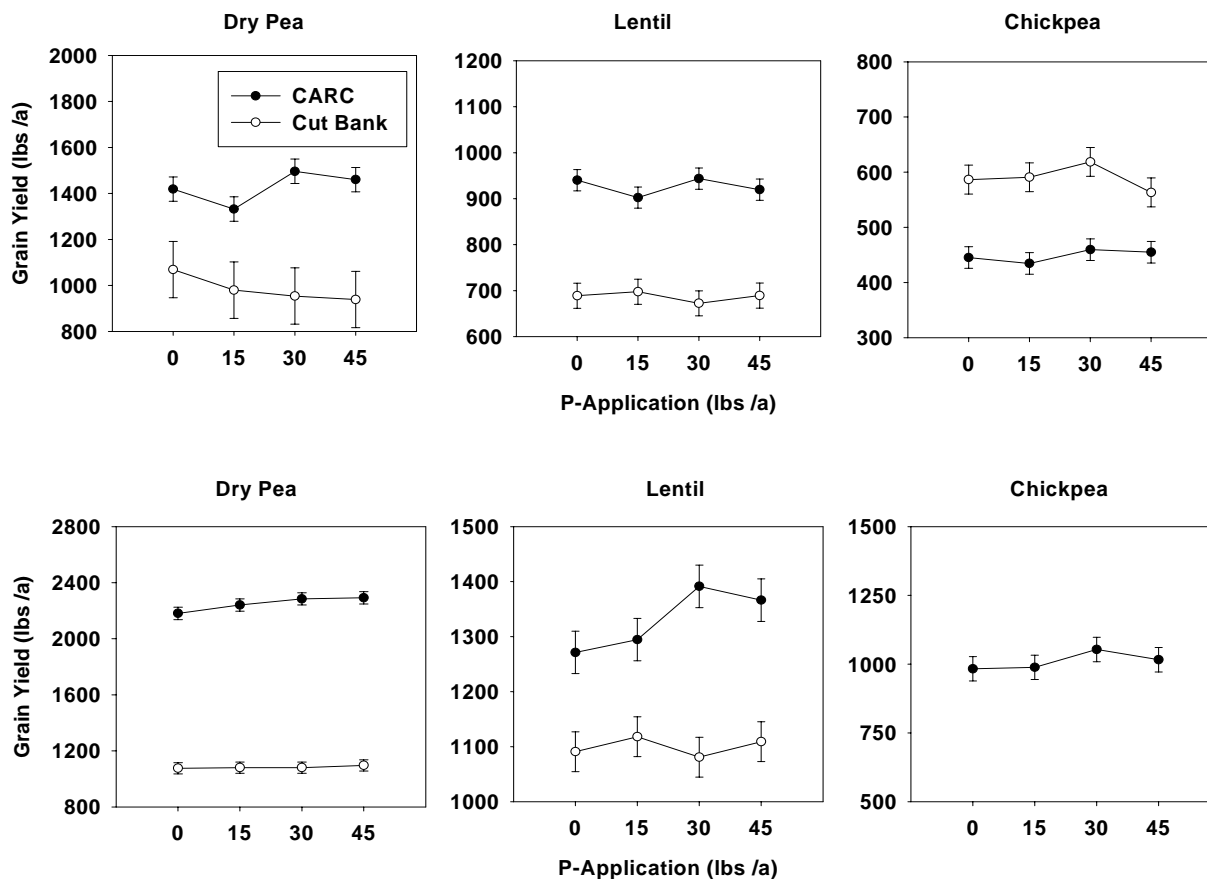 Dry Pea
Lentil
Chickpea
Grain Yield (lbs /a)
2000
1800
1600
1400
1200
1000
800
CARC
Cut Bank
0 15 30 45
1200
1100
1000
900
800
700
600
0 15 30 45
P-Application (lbs /a)
800
700
600
500
400
300
0 15 30 45
Dry Pea
Lentil
Chickpea
Grain Yield (lbs /a)
2800
2400
2000
1600
1200
800
0 15 30 45
1500
1400
1300
1200
1100
1000
0 15 30 45
P-Application (lbs /a)
1500
1250
1000
750
500
0 15 30 45